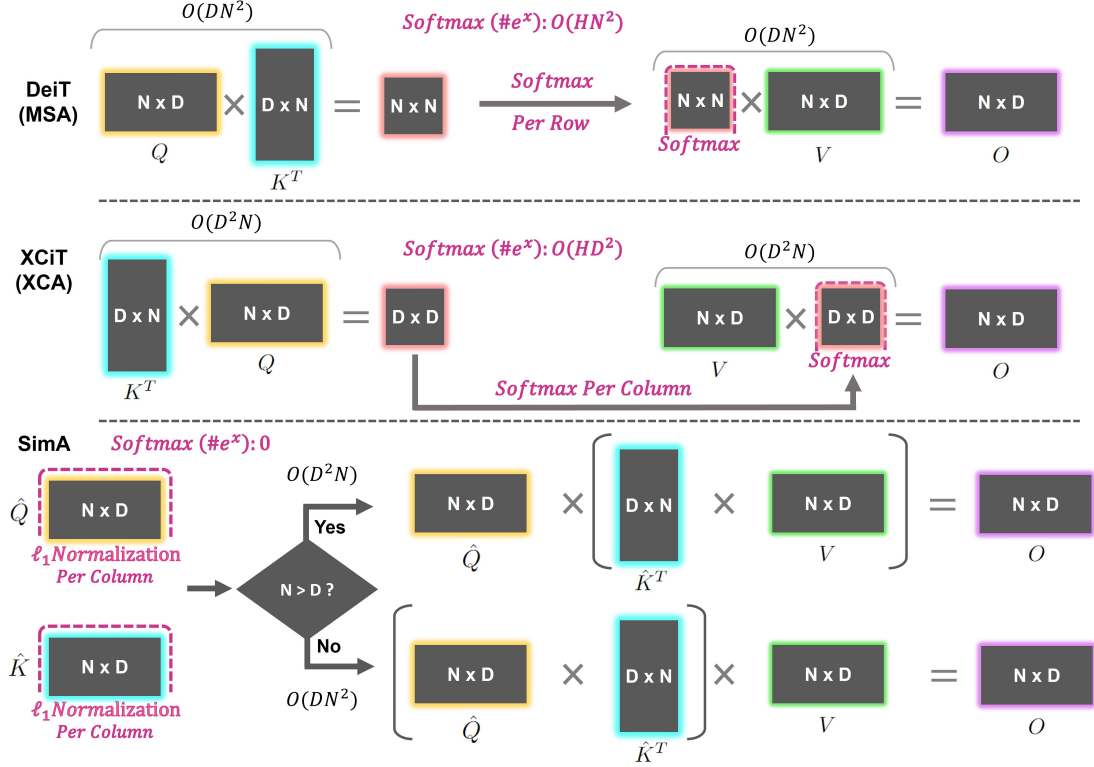 O(DN²)
Softmax (#eˣ): O(HN²)
O(DN²)
DeiT
(MSA)
N x D × D x N = N x N
Softmax
Per Row
N x N × N x D = N x D
Softmax
Q
Kᵀ
V
O
O(D²N)
Softmax (#eˣ): O(HD²)
O(D²N)
XCiT
(XCA)
D x N × N x D = D x D
N x D × D x D = N x D
Softmax
Kᵀ
Q
V
O
Softmax Per Column
SimA
Softmax (#eˣ): 0
Q̂
N x D
ℓ₁Normalization
Per Column
K̂
N x D
ℓ₁Normalization
Per Column
N > D ?
O(D²N)
Yes
N x D × ( D x N × N x D ) = N x D
Q̂
K̂ᵀ
V
O
No
O(DN²)
( N x D × D x N ) × N x D = N x D
Q̂
K̂ᵀ
V
O